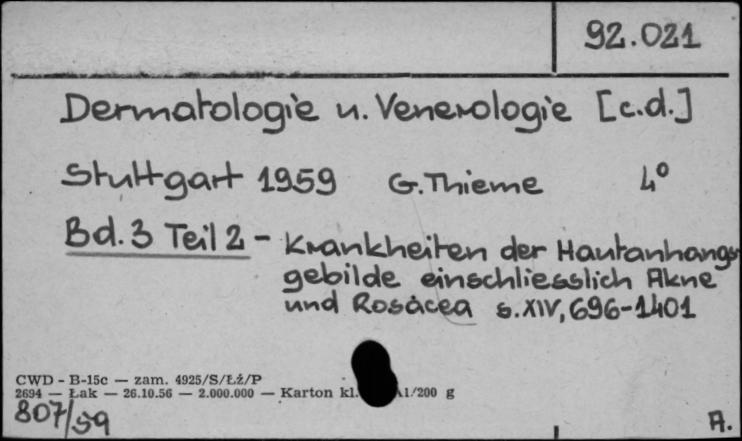 92.021
Dermatologie u. Venerologie [c.d.]
Stuttgart 1959 G. Thieme 4°
Bd. 3 Teil 2 - Krankheiten der Hautanhangs-
gebilde einschliesslich Akne
und Rosacea s. XIV, 696-1401
CWD - B-15c — zam. 4925/S/Łż/P
2694 — Łak — 26.10.56 — 2.000.000 — Karton kl. 1/200 g
807/59
A.